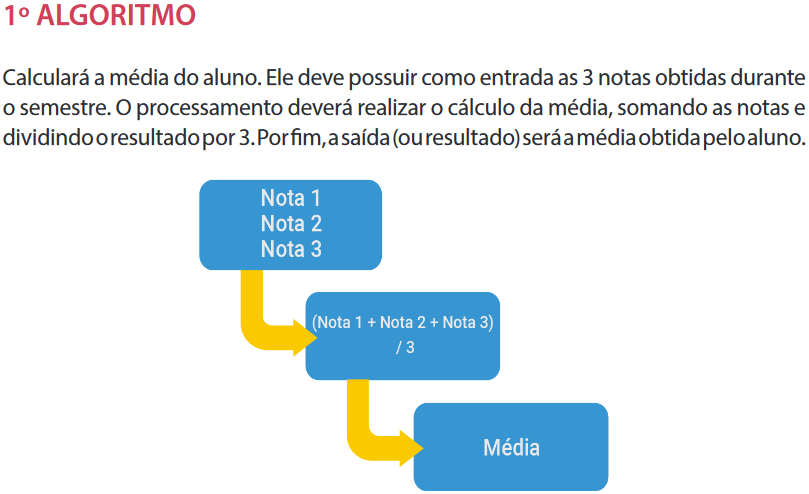 1º ALGORITMO
Calculará a média do aluno. Ele deve possuir como entrada as 3 notas obtidas durante
o semestre. O processamento deverá realizar o cálculo da média, somando as notas e
dividindo o resultado por 3. Por fim, a saída (ou resultado) será a média obtida pelo aluno.
Nota 1
Nota 2
Nota 3
(Nota 1 + Nota 2 + Nota 3)
/ 3
Média